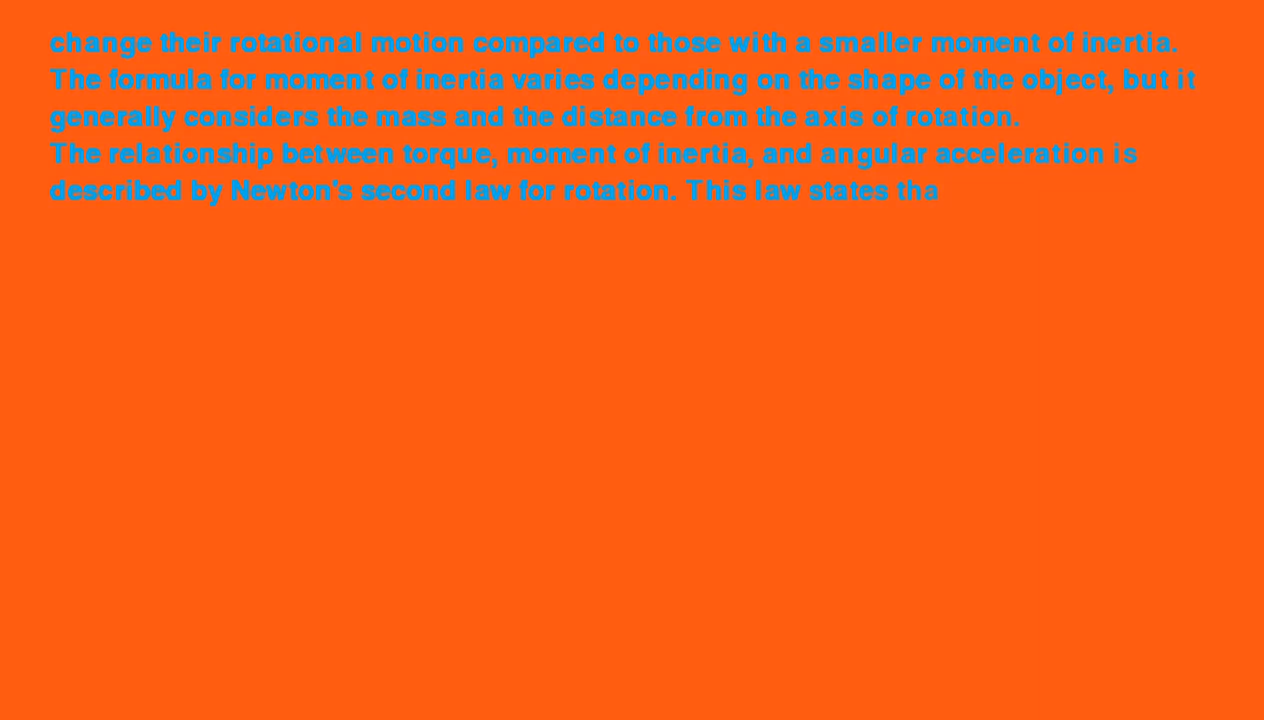 change their rotational motion compared to those with a smaller moment of inertia.
The formula for moment of inertia varies depending on the shape of the object, but it
generally considers the mass and the distance from the axis of rotation.
The relationship between torque, moment of inertia, and angular acceleration is
described by Newton's second law for rotation. This law states tha